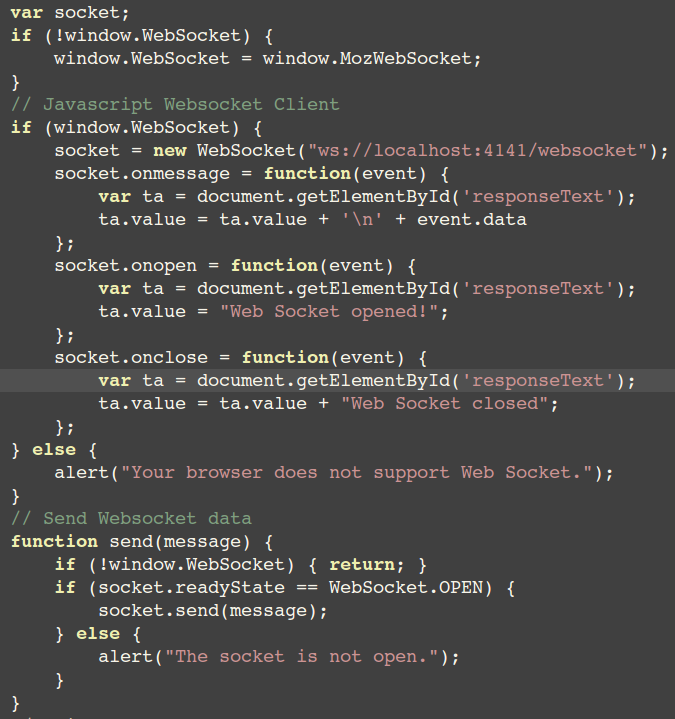 var socket;
if (!window.WebSocket) {
    window.WebSocket = window.MozWebSocket;
}
// Javascript Websocket Client
if (window.WebSocket) {
    socket = new WebSocket("ws://localhost:4141/websocket");
    socket.onmessage = function(event) {
        var ta = document.getElementById('responseText');
        ta.value = ta.value + '\n' + event.data
    };
    socket.onopen = function(event) {
        var ta = document.getElementById('responseText');
        ta.value = "Web Socket opened!";
    };
    socket.onclose = function(event) {
        var ta = document.getElementById('responseText');
        ta.value = ta.value + "Web Socket closed";
    };
} else {
    alert("Your browser does not support Web Socket.");
}
// Send Websocket data
function send(message) {
    if (!window.WebSocket) { return; }
    if (socket.readyState == WebSocket.OPEN) {
        socket.send(message);
    } else {
        alert("The socket is not open.");
    }
}